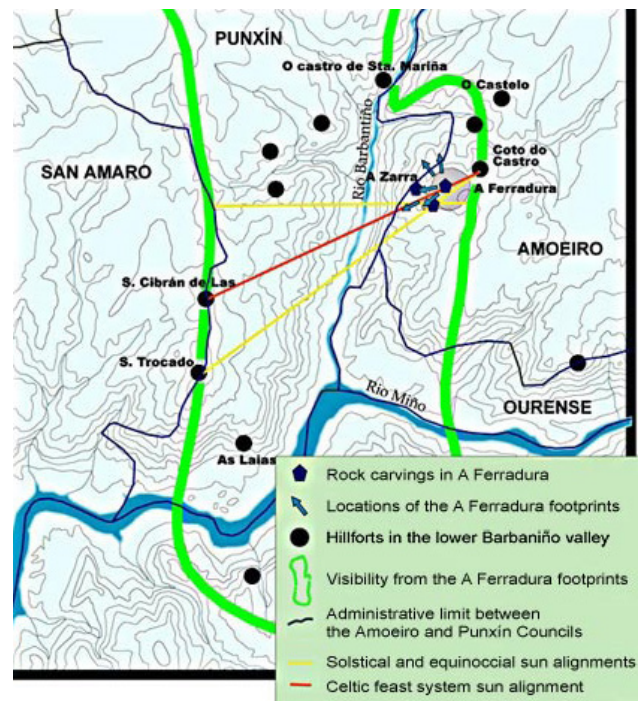 PUNXÍN
O castro de Sta. Mariña
O Castelo
Río Barbantiño
Coto do
Castro
A Zarra
SAN AMARO
A Ferradura
AMOEIRO
S. Cibrán de Las
S. Trocado
Rio Miño
OURENSE
As Laias
Rock carvings in A Ferradura
Locations of the A Ferradura footprints
Hillforts in the lower Barbaniño valley
Visibility from the A Ferradura footprints
Administrative limit between
the Amoeiro and Punxín Councils
Solstical and equinoccial sun alignments
Celtic feast system sun alignment